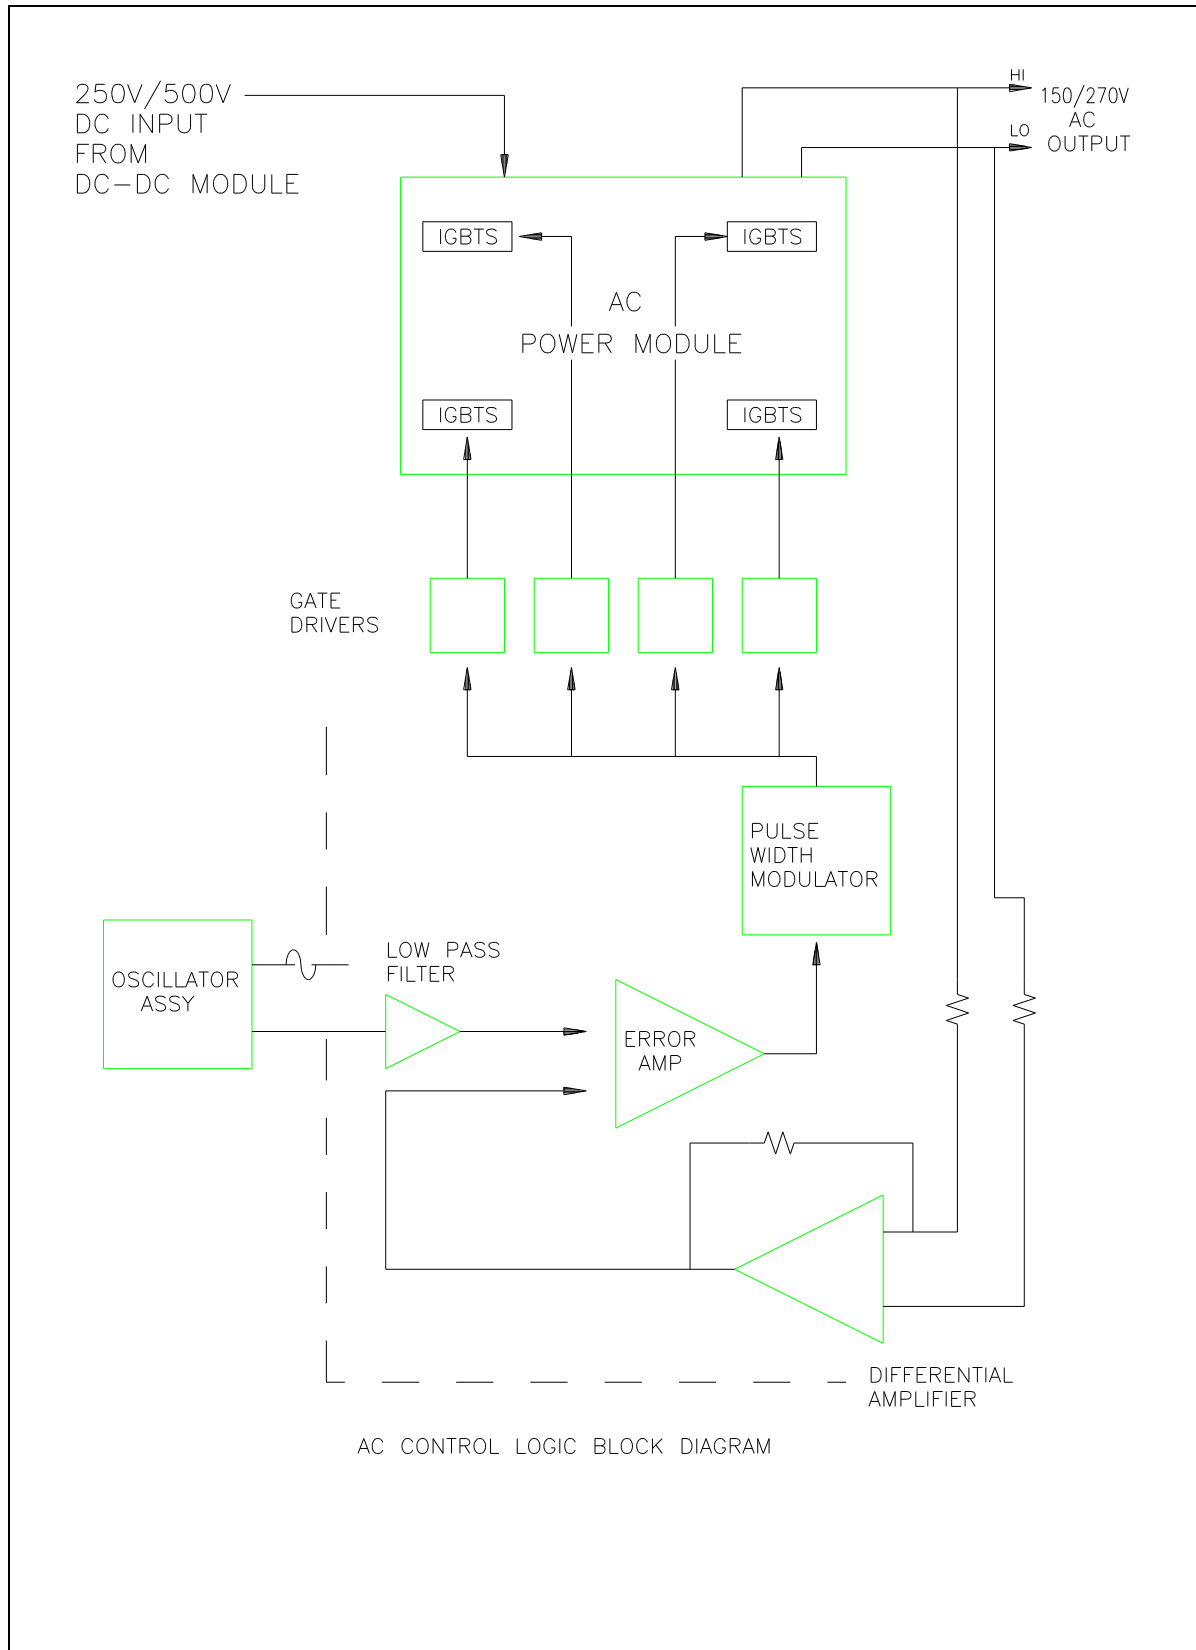 250V/500V
DC INPUT
FROM
DC-DC MODULE
HI
150/270V
AC
LO
OUTPUT
IGBTS
IGBTS
AC
POWER MODULE
IGBTS
IGBTS
GATE
DRIVERS
PULSE
WIDTH
MODULATOR
OSCILLATOR
ASSY
LOW PASS
FILTER
ERROR
AMP
DIFFERENTIAL
AMPLIFIER
AC CONTROL LOGIC BLOCK DIAGRAM